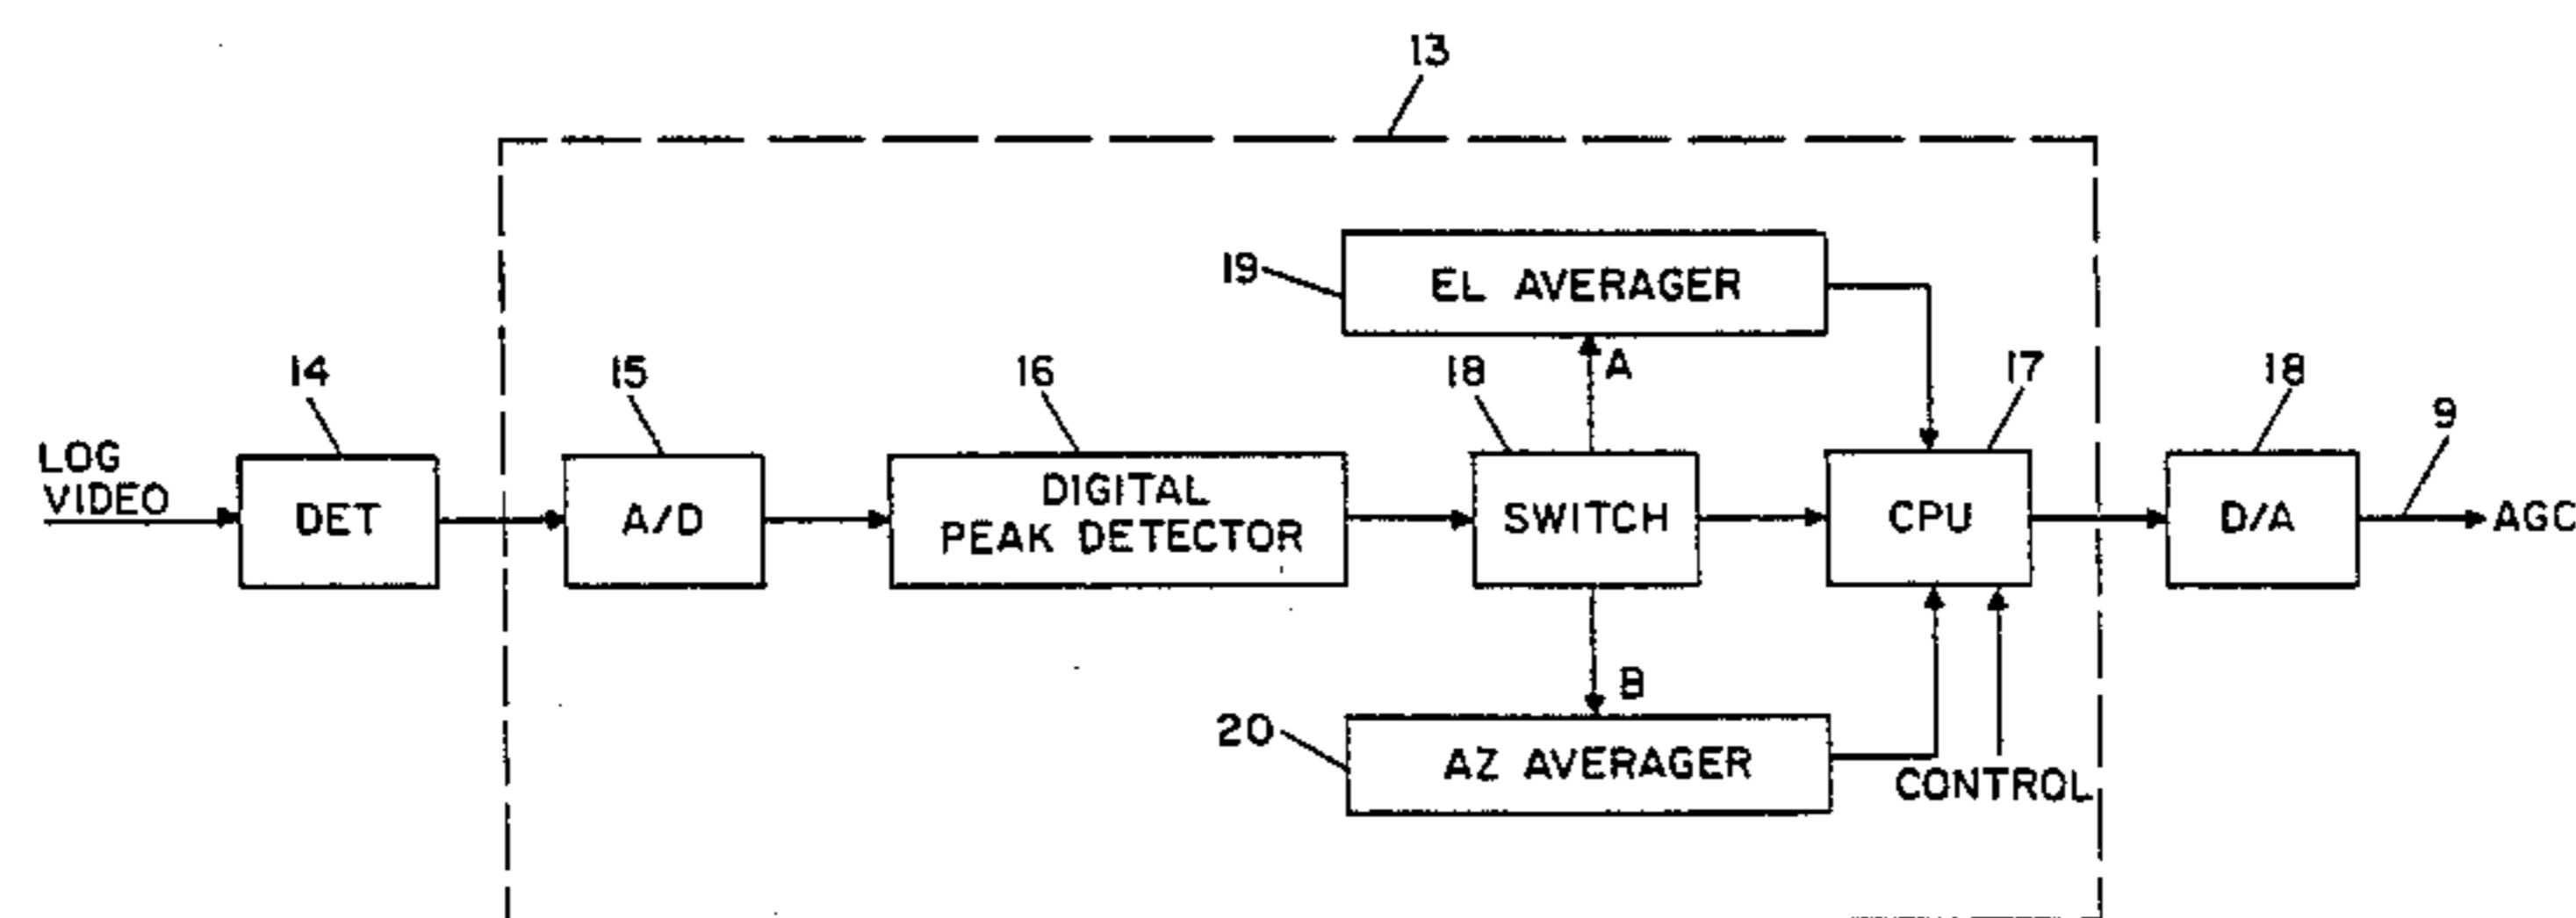 13
19
EL AVERAGER
14
15
16
18
A
17
18
9
LOG
VIDEO
DET
A/D
DIGITAL
PEAK DETECTOR
SWITCH
CPU
D/A
AGC
B
20
AZ AVERAGER
CONTROL